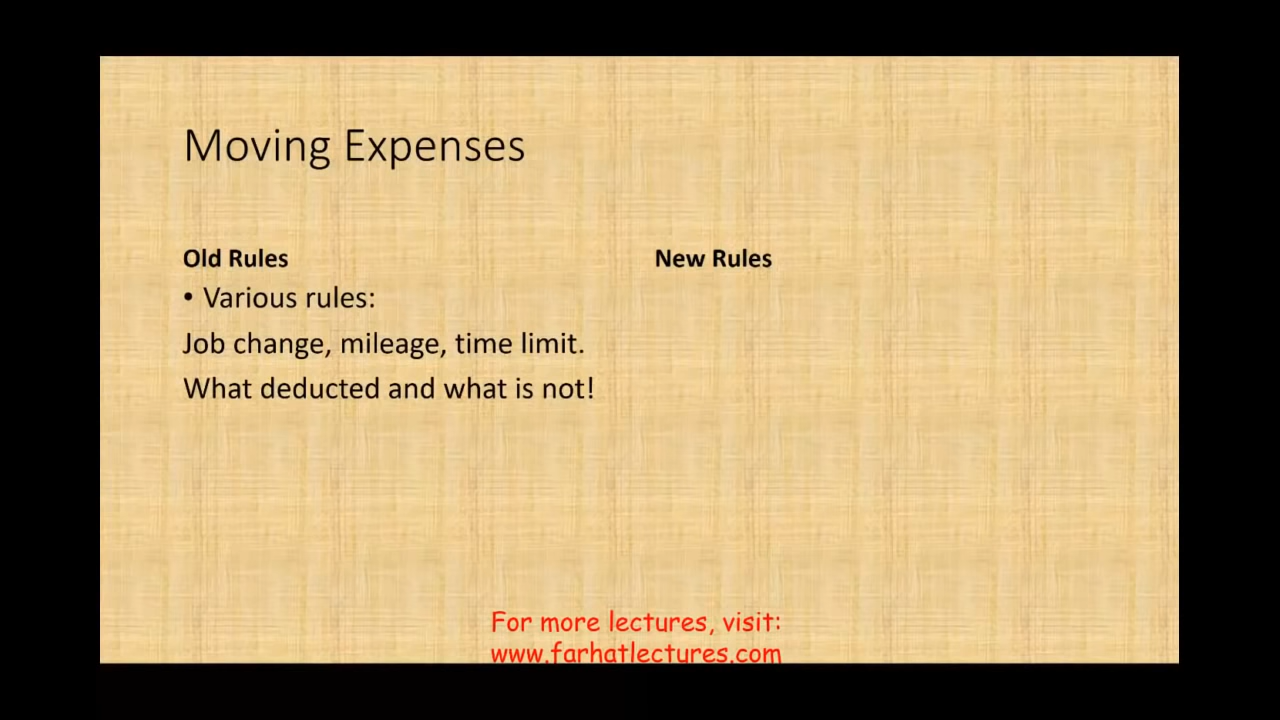 Moving Expenses
Old Rules
• Various rules:
Job change, mileage, time limit.
What deducted and what is not!
New Rules
For more lectures, visit:
www.farhatlectures.com